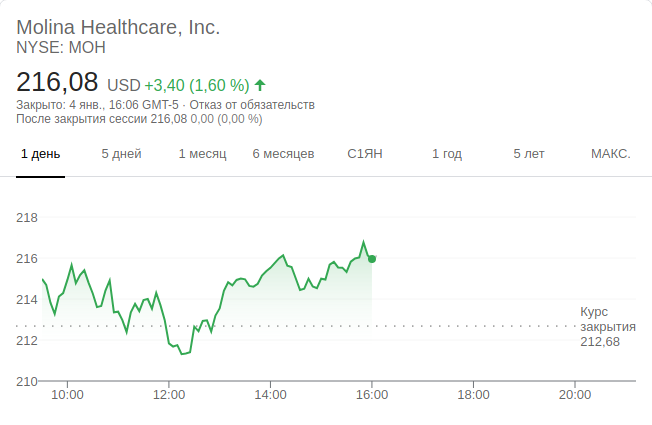 Molina Healthcare, Inc.
NYSE: MOH
216,08 USD +3,40 (1,60 %)
Закрыто: 4 янв., 16:06 GMT-5 · Отказ от обязательств
После закрытия сессии 216,08 0,00 (0,00 %)
1 день 5 дней 1 месяц 6 месяцев С1ЯН 1 год 5 лет МАКС.
218
216
214
Курс
закрытия
212,68
212
210
10:00 12:00 14:00 16:00 18:00 20:00